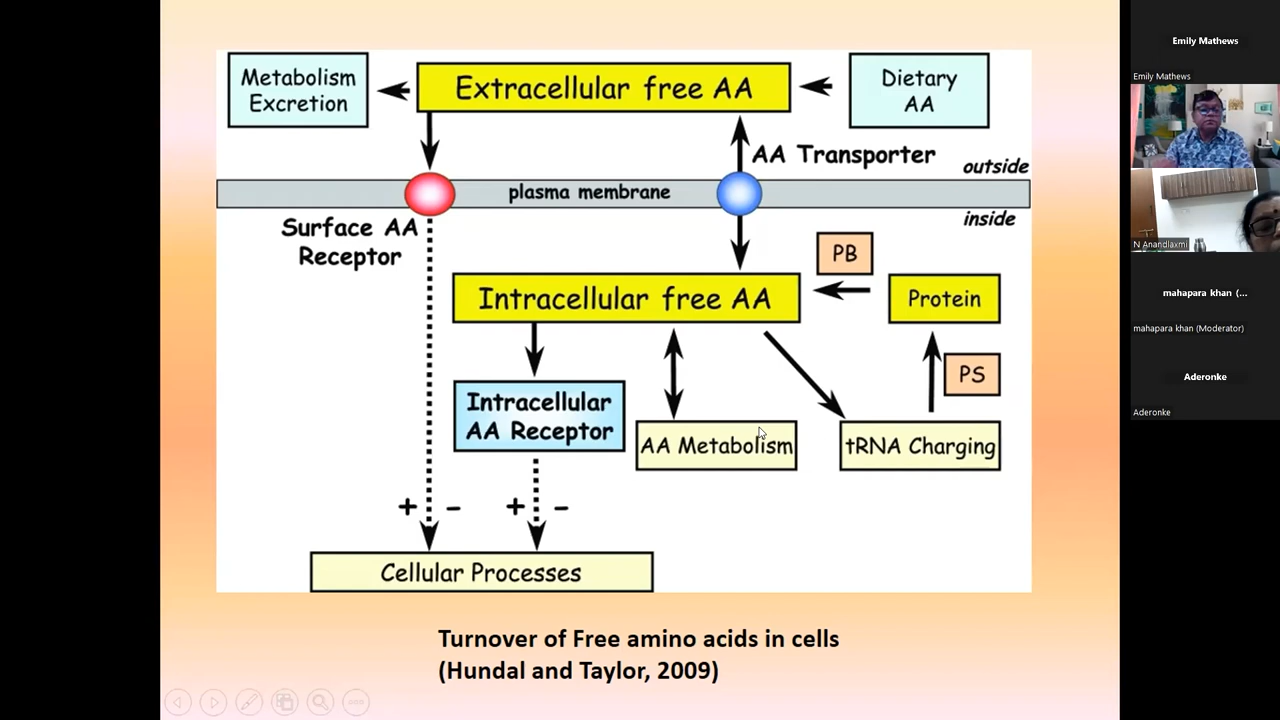 Metabolism
Excretion
Extracellular free AA
Dietary
AA
AA Transporter
outside
plasma membrane
inside
Surface AA
Receptor
PB
Intracellular free AA
Protein
PS
Intracellular
AA Receptor
AA Metabolism
tRNA Charging
+ - + -
Cellular Processes
Turnover of Free amino acids in cells
(Hundal and Taylor, 2009)
Emily Mathews
Emily Mathews
N Anandlaxmi
mahapara khan (...
mahapara khan (Moderator)
Aderonke
Aderonke